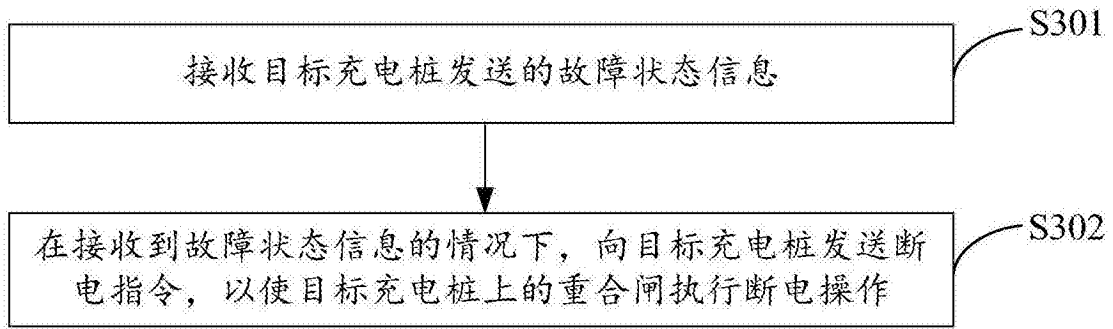 S301
接收目标充电桩发送的故障状态信息
S302
在接收到故障状态信息的情况下，向目标充电桩发送断
电指令，以使目标充电桩上的重合闸执行断电操作